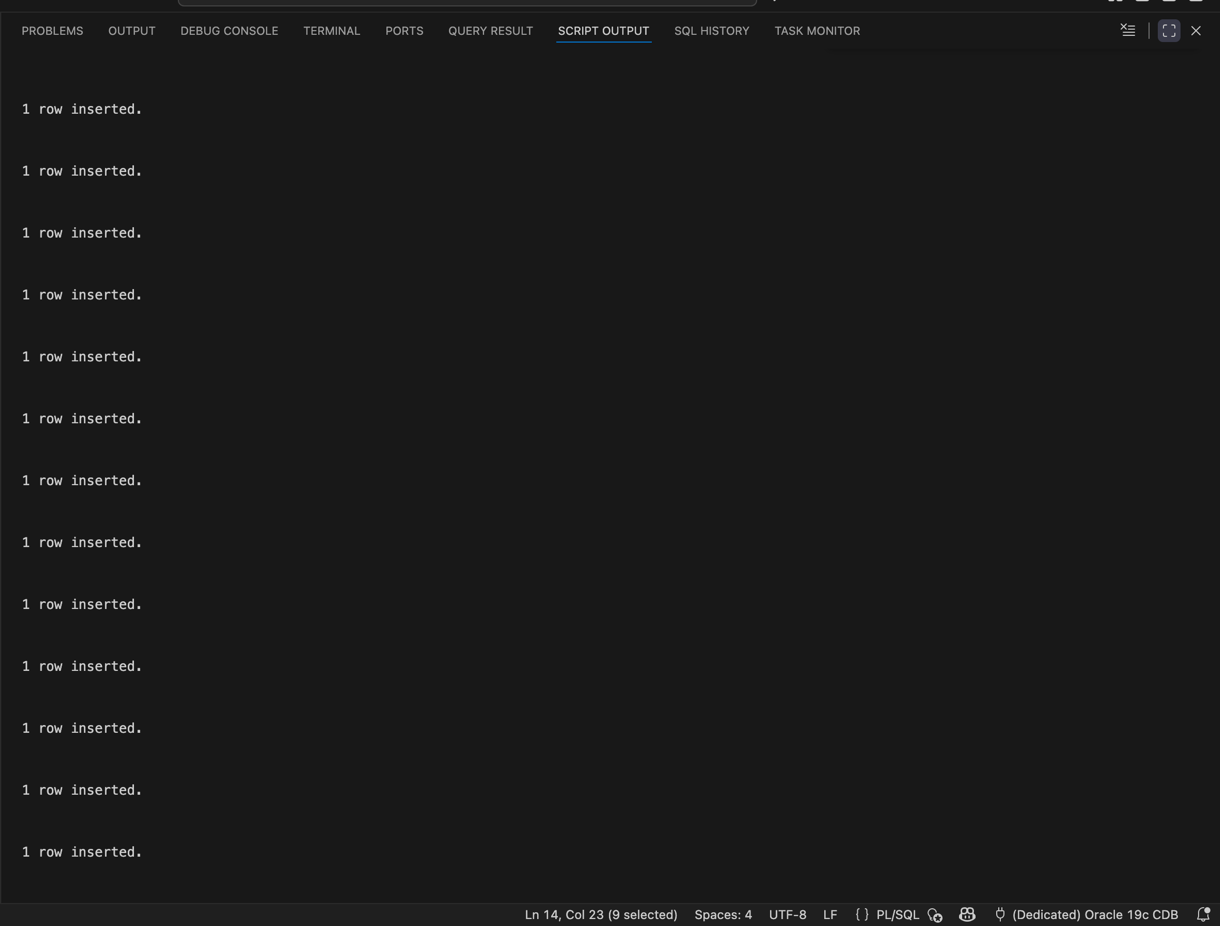 PROBLEMS OUTPUT DEBUG CONSOLE TERMINAL PORTS QUERY RESULT SCRIPT OUTPUT SQL HISTORY TASK MONITOR
1 row inserted.
1 row inserted.
1 row inserted.
1 row inserted.
1 row inserted.
1 row inserted.
1 row inserted.
1 row inserted.
1 row inserted.
1 row inserted.
1 row inserted.
1 row inserted.
1 row inserted.
Ln 14, Col 23 (9 selected) Spaces: 4 UTF-8 LF { } PL/SQL (Dedicated) Oracle 19c CDB